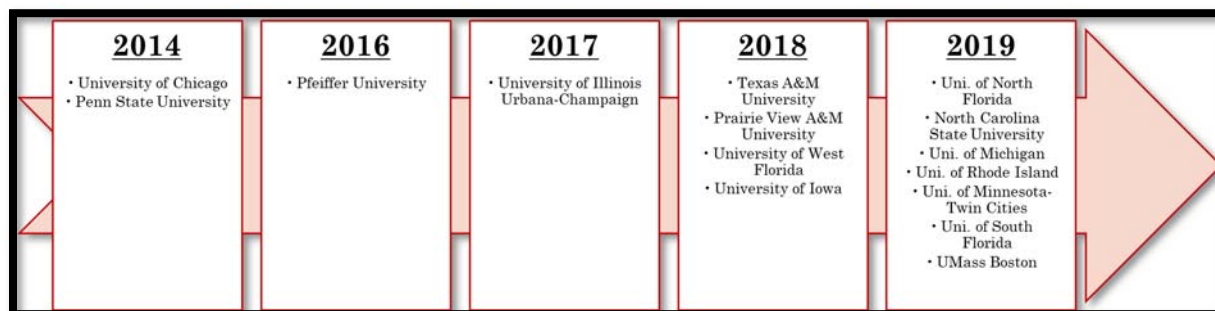 2014
• University of Chicago
• Penn State University
2016
• Pfeiffer University
2017
• University of Illinois
Urbana-Champaign
2018
• Texas A&M
University
• Prairie View A&M
University
• University of West
Florida
• University of Iowa
2019
• Uni. of North
Florida
• North Carolina
State University
• Uni. of Michigan
• Uni. of Rhode Island
• Uni. of Minnesota-
Twin Cities
• Uni. of South
Florida
• UMass Boston